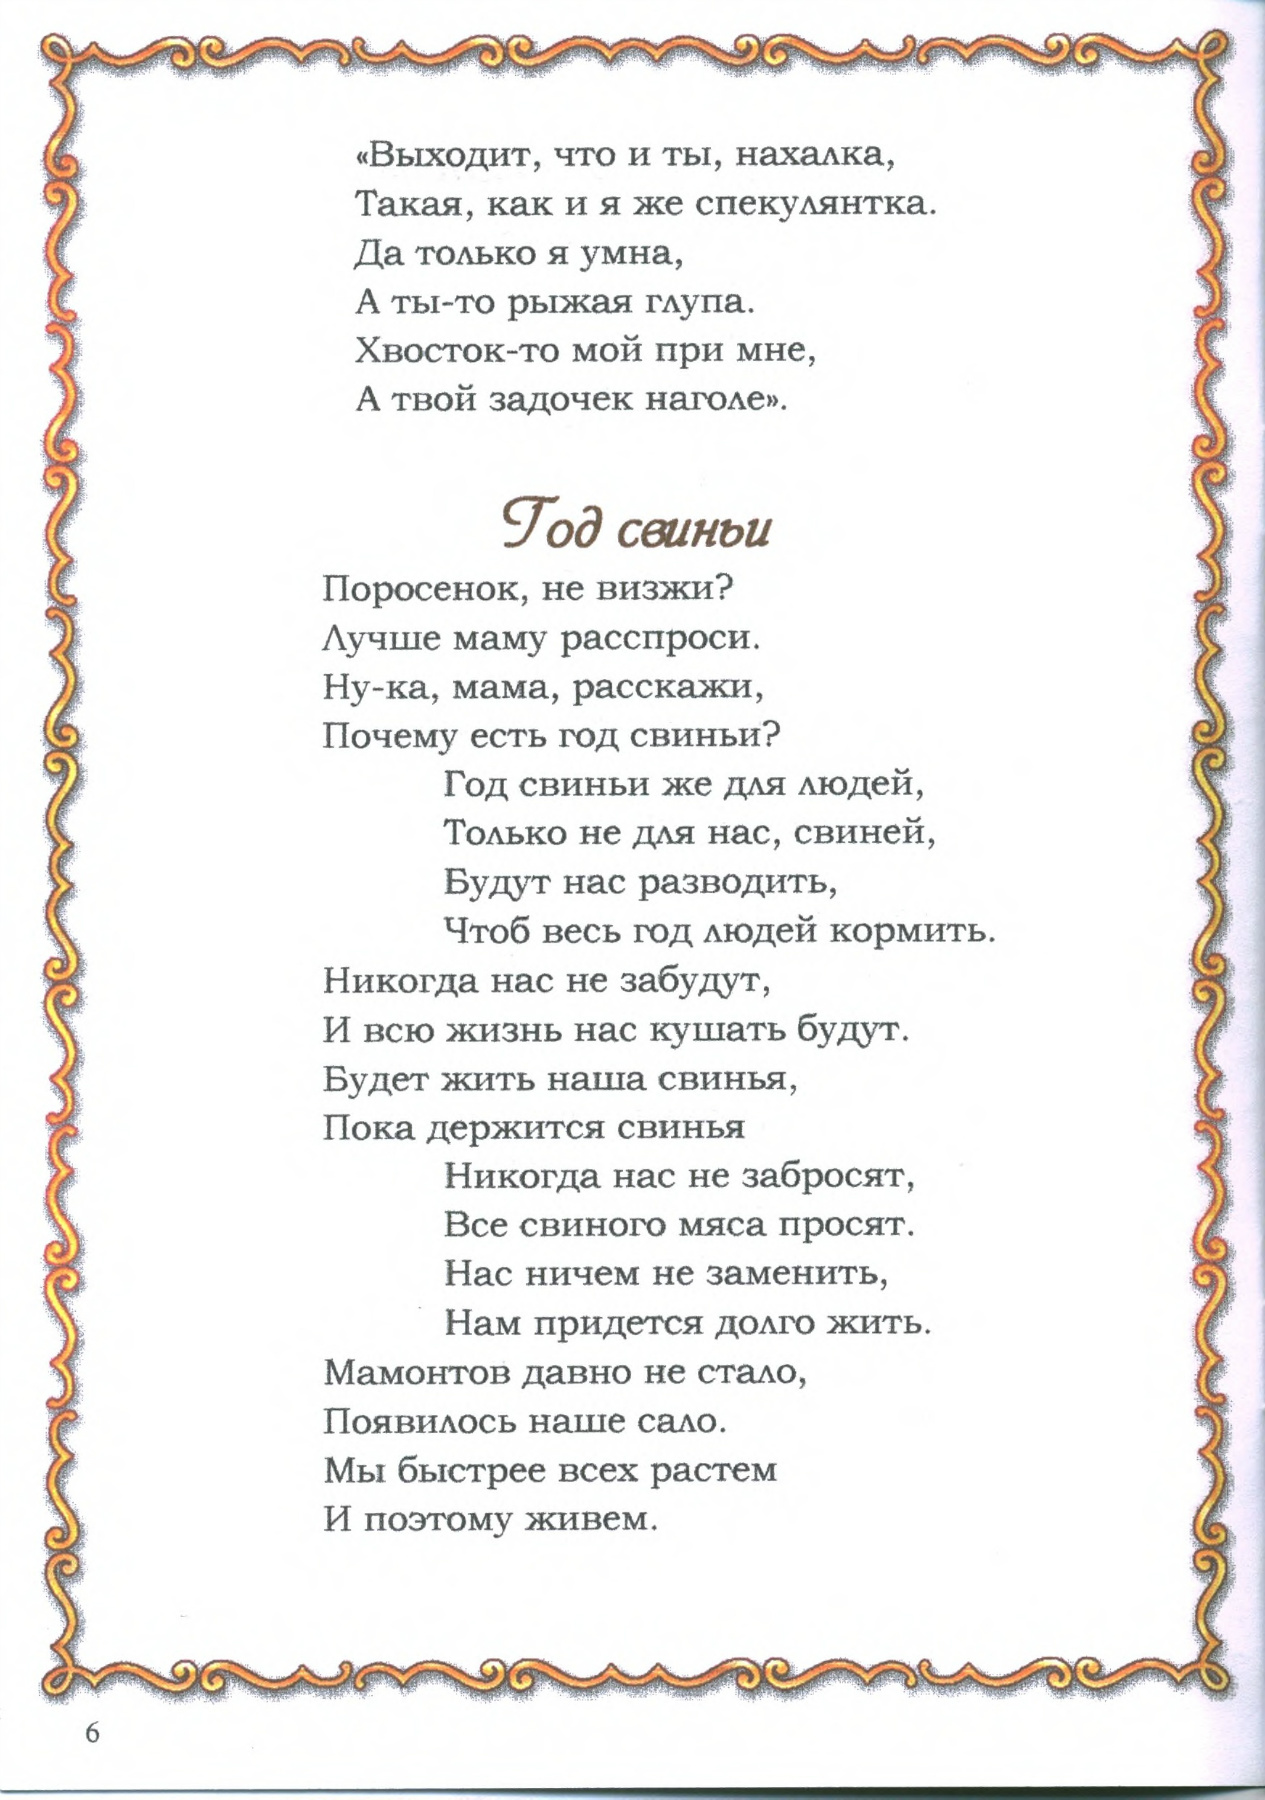 «Выходит, что и ты, нахалка,
Такая, как и я же спекулянтка.
Да только я умна,
А ты-то рыжая глупа.
Хвосток-то мой при мне,
А твой задочек наголе».
Год свиньи
Поросенок, не визжи?
Лучше маму расспроси.
Ну-ка, мама, расскажи,
Почему есть год свиньи?
Год свиньи же для людей,
Только не для нас, свиней,
Будут нас разводить,
Чтоб весь год людей кормить.
Никогда нас не забудут,
И всю жизнь нас кушать будут.
Будет жить наша свинья,
Пока держится свинья
Никогда нас не забросят,
Все свиного мяса просят.
Нас ничем не заменить,
Нам придется долго жить.
Мамонтов давно не стало,
Появилось наше сало.
Мы быстрее всех растем
И поэтому живем.
6